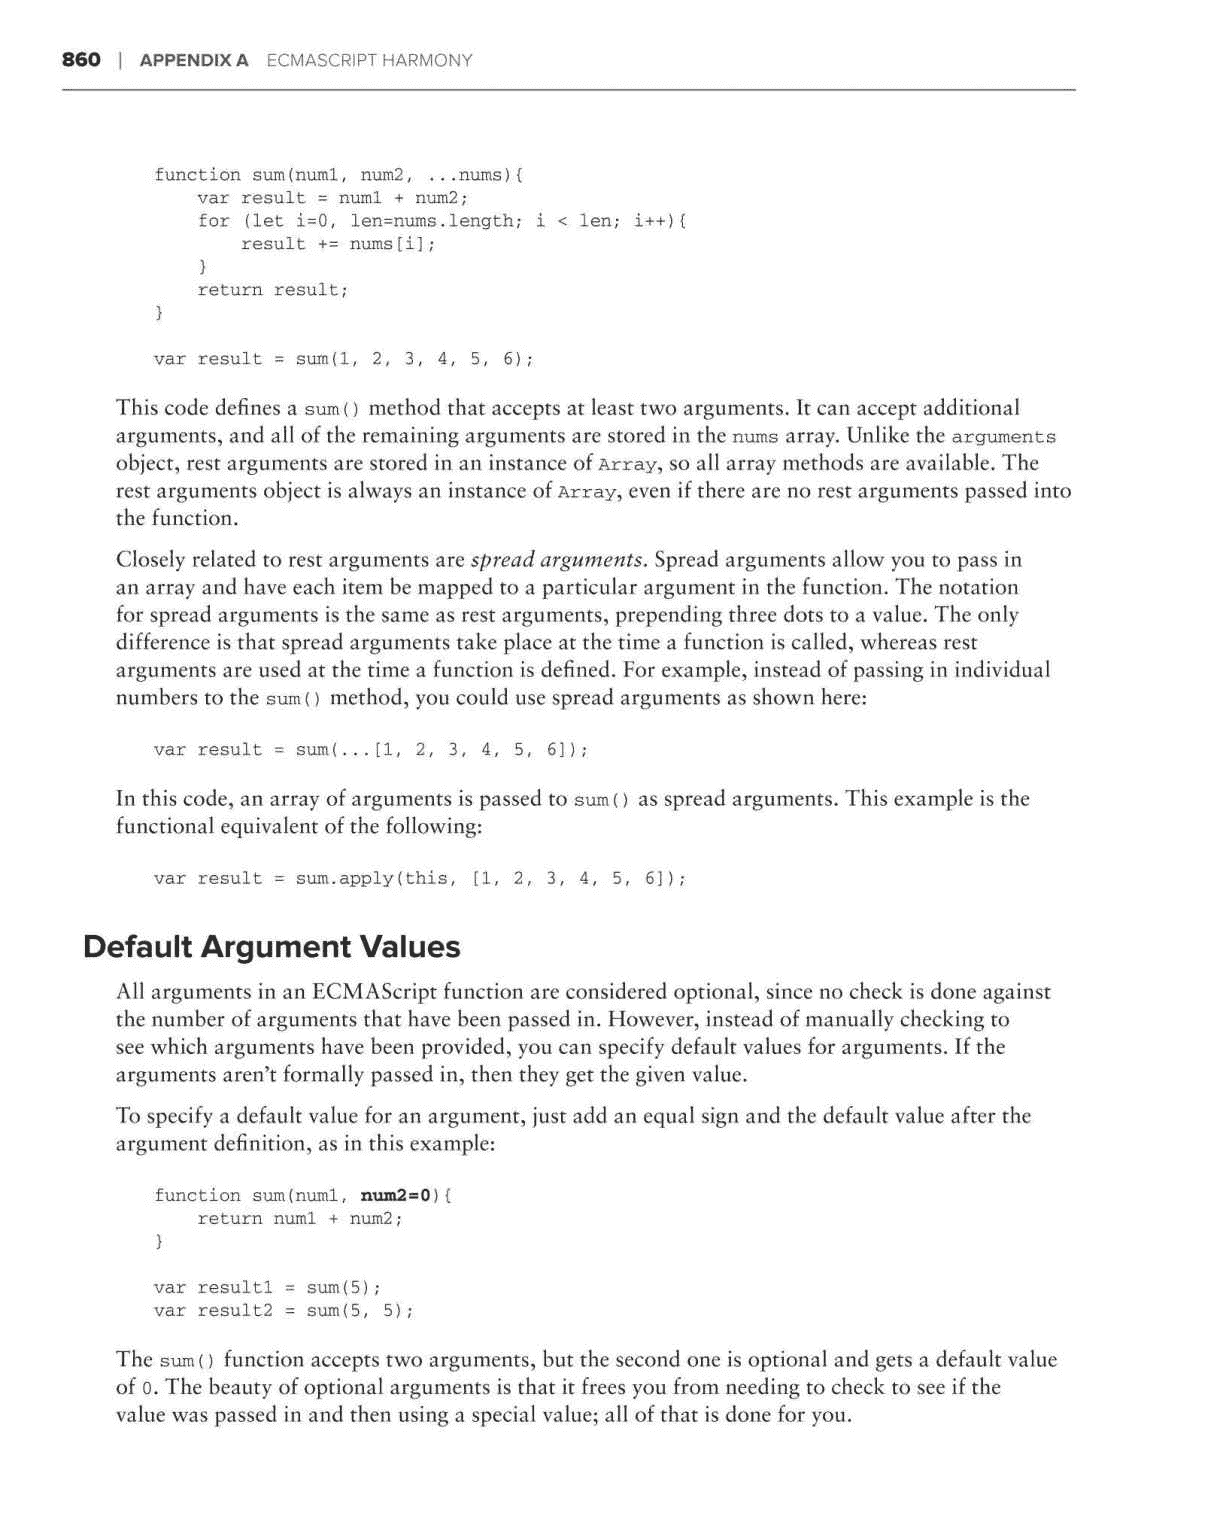 860 | APPENDIX A ECMASCRIPT HARMONY
function sum(num1, num2, ...nums){
    var result = num1 + num2;
    for (let i=0, len=nums.length; i < len; i++){
        result += nums[i];
    }
    return result;
}
var result = sum(1, 2, 3, 4, 5, 6);
This code defines a sum() method that accepts at least two arguments. It can accept additional
arguments, and all of the remaining arguments are stored in the nums array. Unlike the arguments
object, rest arguments are stored in an instance of Array, so all array methods are available. The
rest arguments object is always an instance of Array, even if there are no rest arguments passed into
the function.
Closely related to rest arguments are spread arguments. Spread arguments allow you to pass in
an array and have each item be mapped to a particular argument in the function. The notation
for spread arguments is the same as rest arguments, prepending three dots to a value. The only
difference is that spread arguments take place at the time a function is called, whereas rest
arguments are used at the time a function is defined. For example, instead of passing in individual
numbers to the sum() method, you could use spread arguments as shown here:
var result = sum(...[1, 2, 3, 4, 5, 6]);
In this code, an array of arguments is passed to sum() as spread arguments. This example is the
functional equivalent of the following:
var result = sum.apply(this, [1, 2, 3, 4, 5, 6]);
Default Argument Values
All arguments in an ECMAScript function are considered optional, since no check is done against
the number of arguments that have been passed in. However, instead of manually checking to
see which arguments have been provided, you can specify default values for arguments. If the
arguments aren't formally passed in, then they get the given value.
To specify a default value for an argument, just add an equal sign and the default value after the
argument definition, as in this example:
function sum(num1, num2=0){
    return num1 + num2;
}
var result1 = sum(5);
var result2 = sum(5, 5);
The sum() function accepts two arguments, but the second one is optional and gets a default value
of 0. The beauty of optional arguments is that it frees you from needing to check to see if the
value was passed in and then using a special value; all of that is done for you.